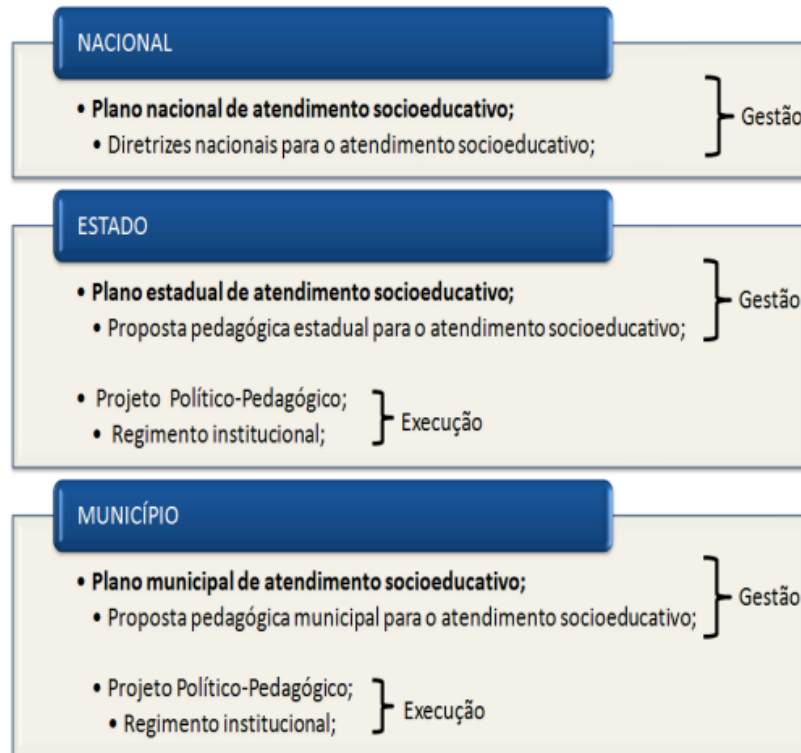 NACIONAL
• Plano nacional de atendimento socioeducativo;
• Diretrizes nacionais para o atendimento socioeducativo;
Gestão
ESTADO
• Plano estadual de atendimento socioeducativo;
• Proposta pedagógica estadual para o atendimento socioeducativo;
Gestão
• Projeto Político-Pedagógico;
• Regimento institucional;
Execução
MUNICÍPIO
• Plano municipal de atendimento socioeducativo;
• Proposta pedagógica municipal para o atendimento socioeducativo;
Gestão
• Projeto Político-Pedagógico;
• Regimento institucional;
Execução